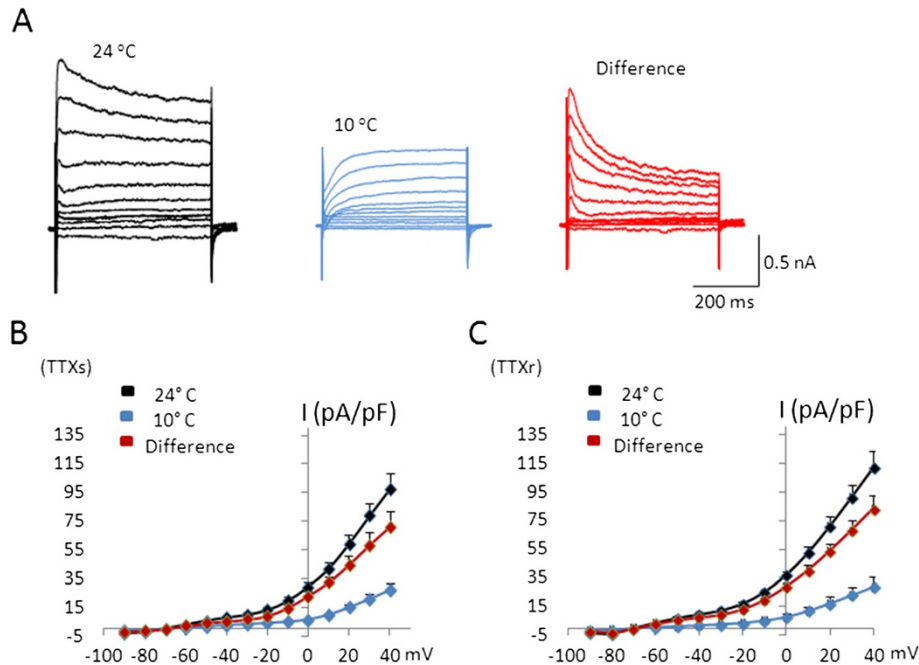 A
24 °C
10 °C
Difference
0.5 nA
200 ms
B
(TTXs)
24° C
10° C
Difference
I (pA/pF)
135
115
95
75
55
35
15
-5
-100 -80 -60 -40 -20 0 20 40 mV
C
(TTXr)
24° C
10° C
Difference
I (pA/pF)
135
115
95
75
55
35
15
-5
-100 -80 -60 -40 -20 0 20 40 mV